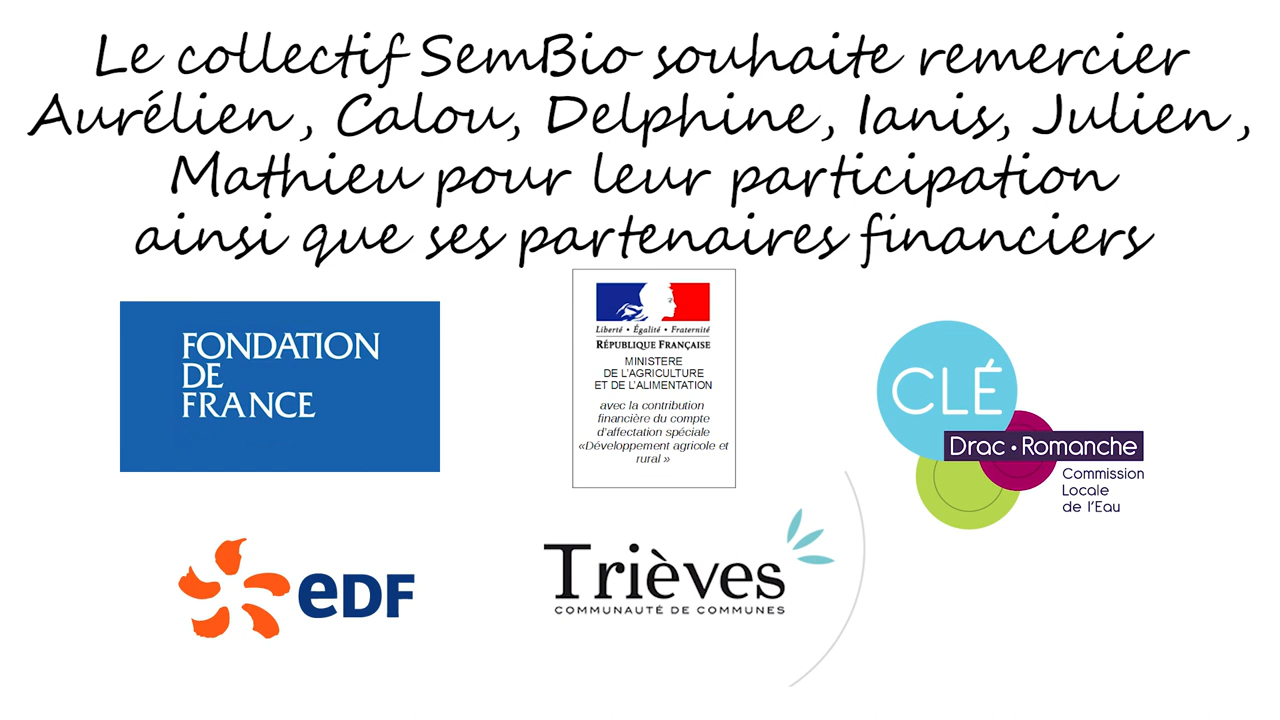 Le collectif SemBio souhaite remercier
Aurélien, Calou, Delphine, Ianis, Julien,
Mathieu pour leur participation
ainsi que ses partenaires financiers
FONDATION
DE
FRANCE
Liberté • Égalité • Fraternité
RÉPUBLIQUE FRANÇAISE
MINISTERE
DE L'AGRICULTURE
ET DE L'ALIMENTATION
avec la contribution
financière du compte
d'affectation spéciale
«Développement agricole et
rural »
CLÉ
Drac • Romanche
Commission
Locale
de l'Eau
eDF
Trièves
COMMUNAUTÉ DE COMMUNES